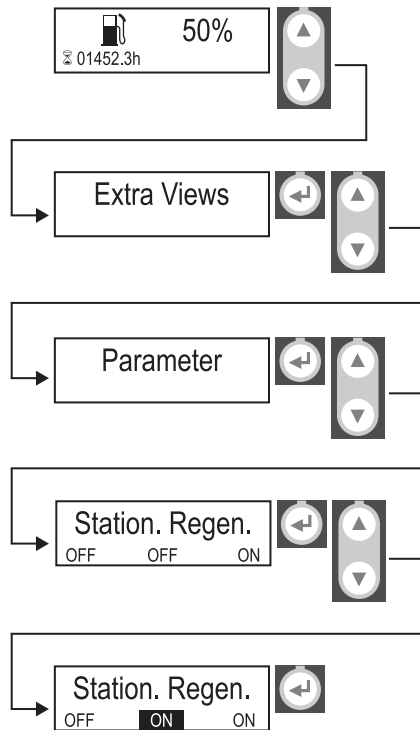 50%
01452.3h
Extra Views
Parameter
Station. Regen.
OFF OFF ON
Station. Regen.
OFF ON ON